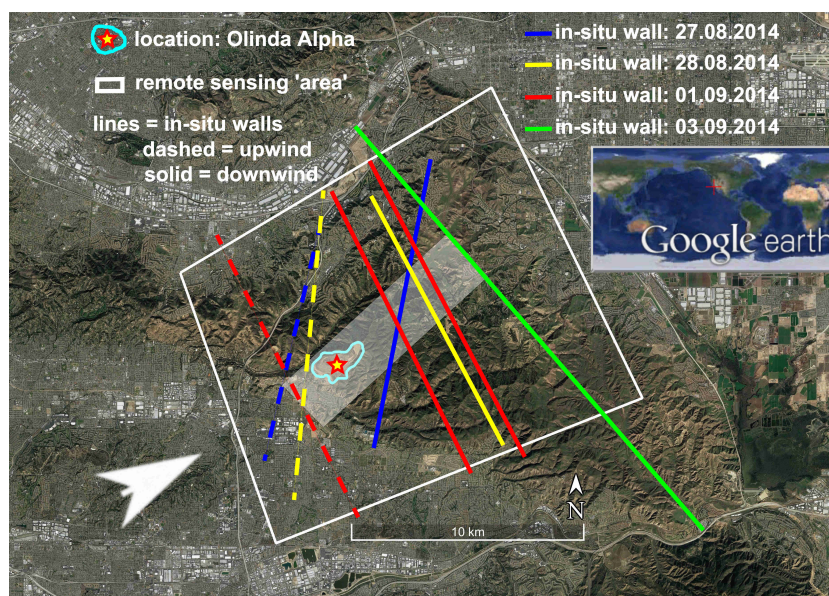 location: Olinda Alpha
remote sensing 'area'
lines = in-situ walls
dashed = upwind
solid = downwind
in-situ wall: 27.08.2014
in-situ wall: 28.08.2014
in-situ wall: 01.09.2014
in-situ wall: 03.09.2014
Google earth
N
10 km